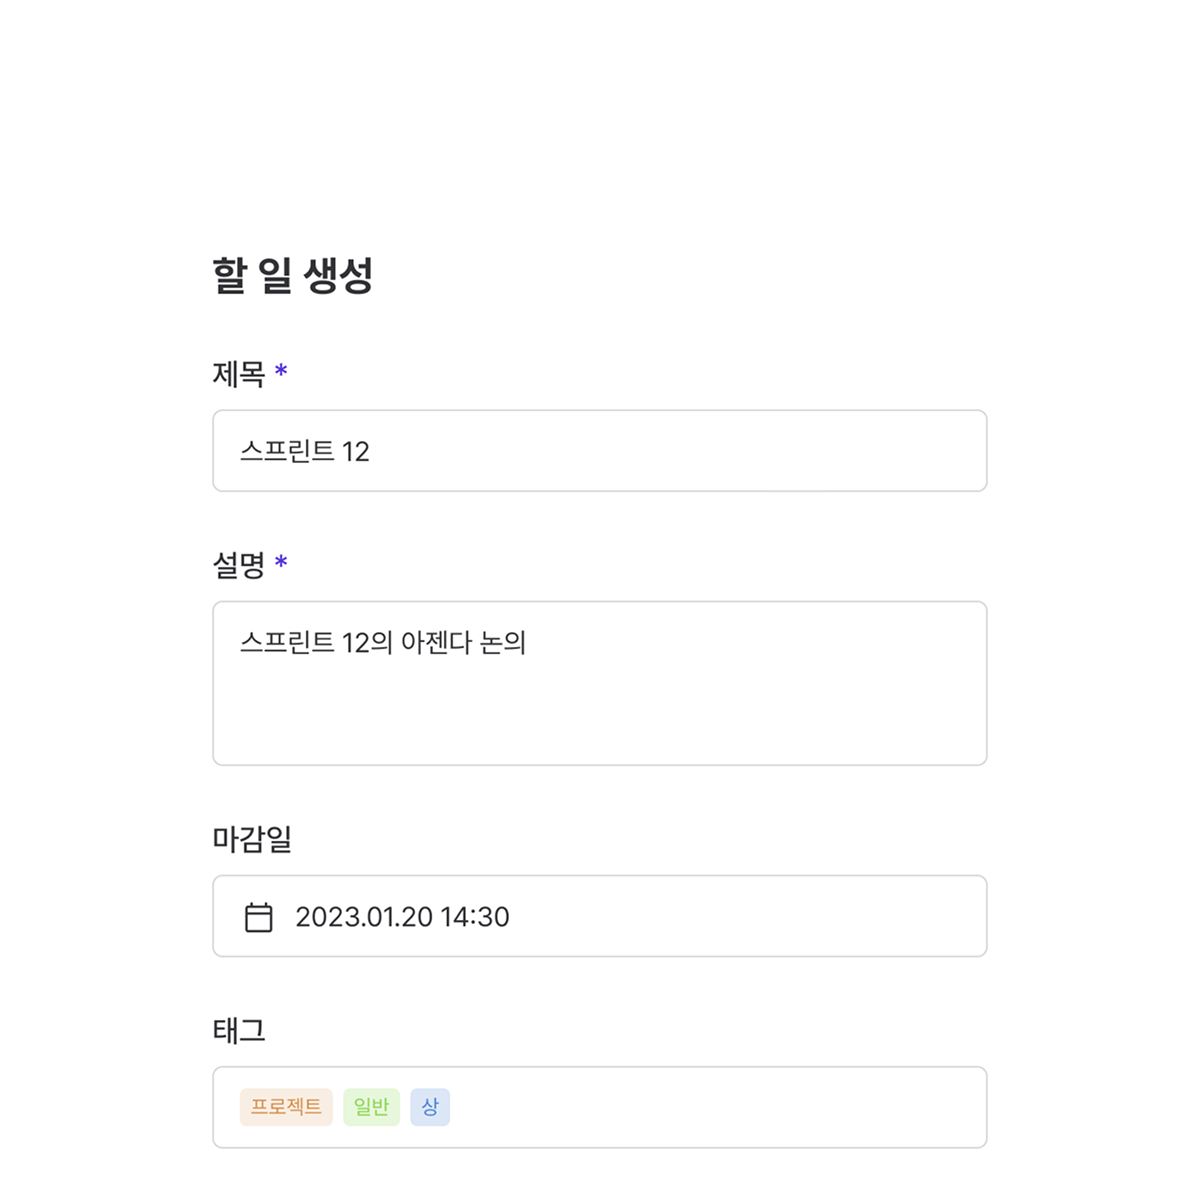 할 일 생성
제목 *
스프린트 12
설명 *
스프린트 12의 아젠다 논의
마감일
2023.01.20 14:30
태그
프로젝트 일반 상